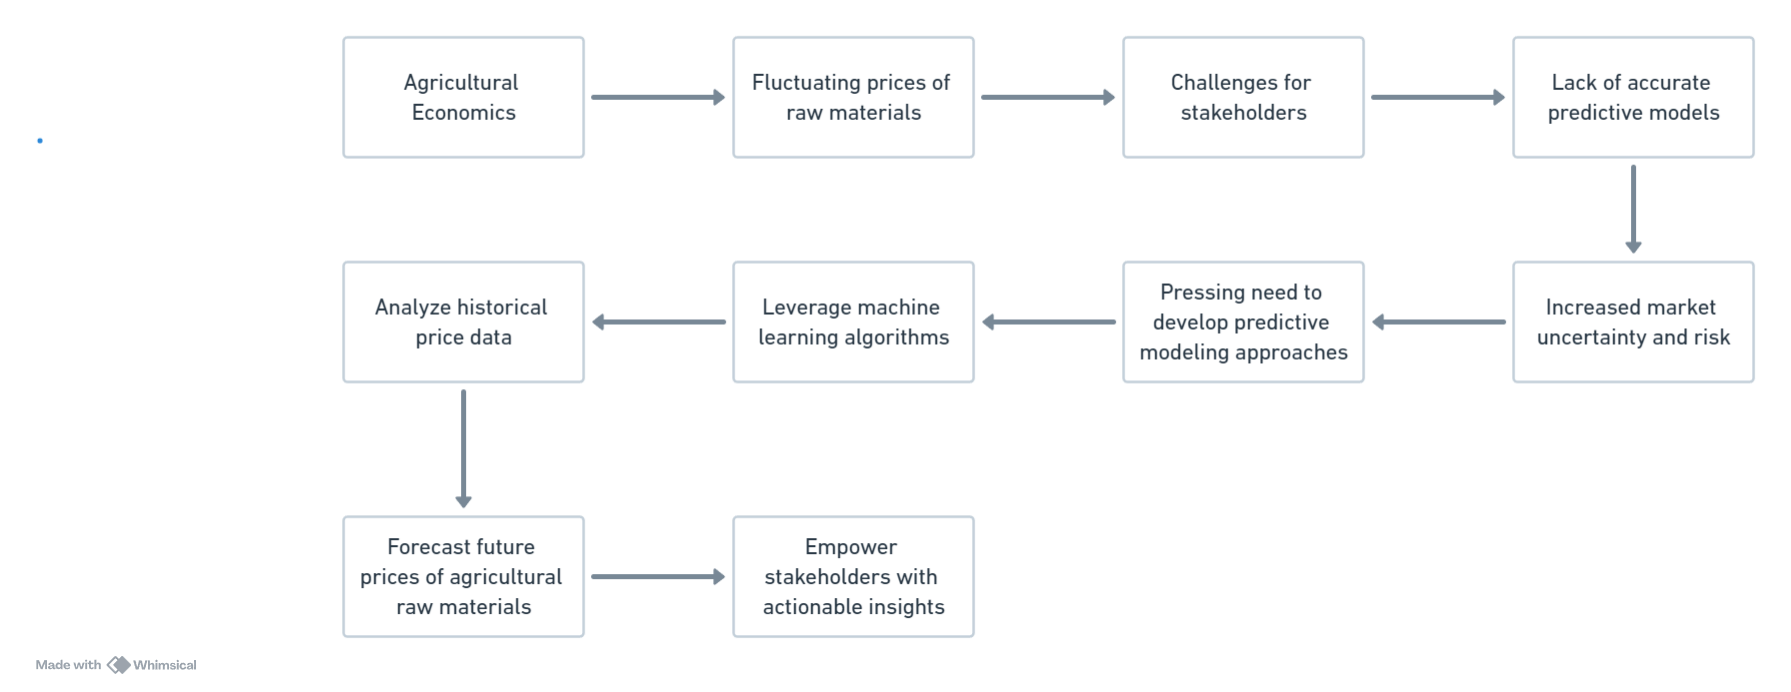 Agricultural
Economics
Fluctuating prices of
raw materials
Challenges for
stakeholders
Lack of accurate
predictive models
Increased market
uncertainty and risk
Pressing need to
develop predictive
modeling approaches
Leverage machine
learning algorithms
Analyze historical
price data
Forecast future
prices of agricultural
raw materials
Empower
stakeholders with
actionable insights
Made with Whimsical